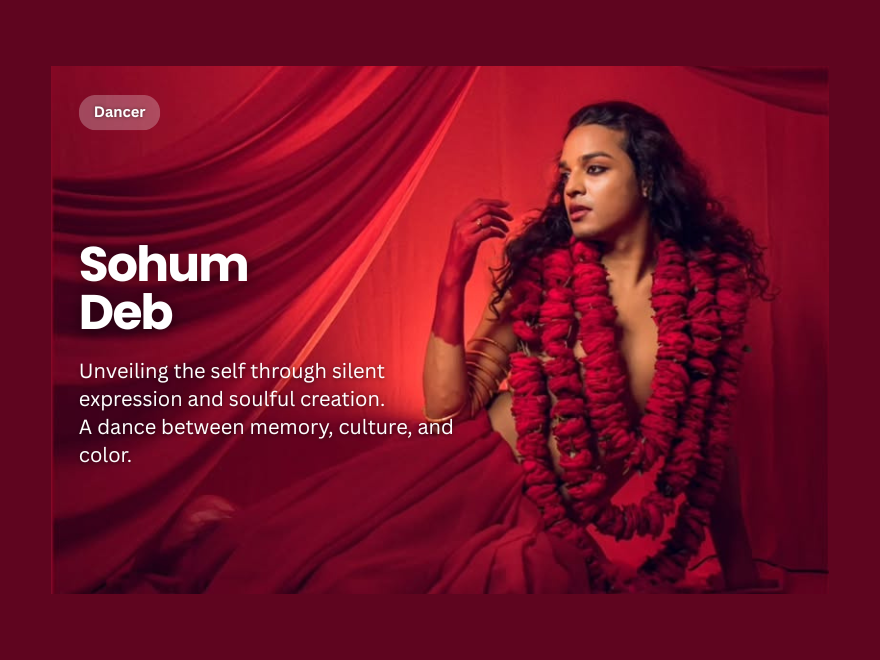 Dancer
Sohum
Deb
Unveiling the self through silent
expression and soulful creation.
A dance between memory, culture, and
color.